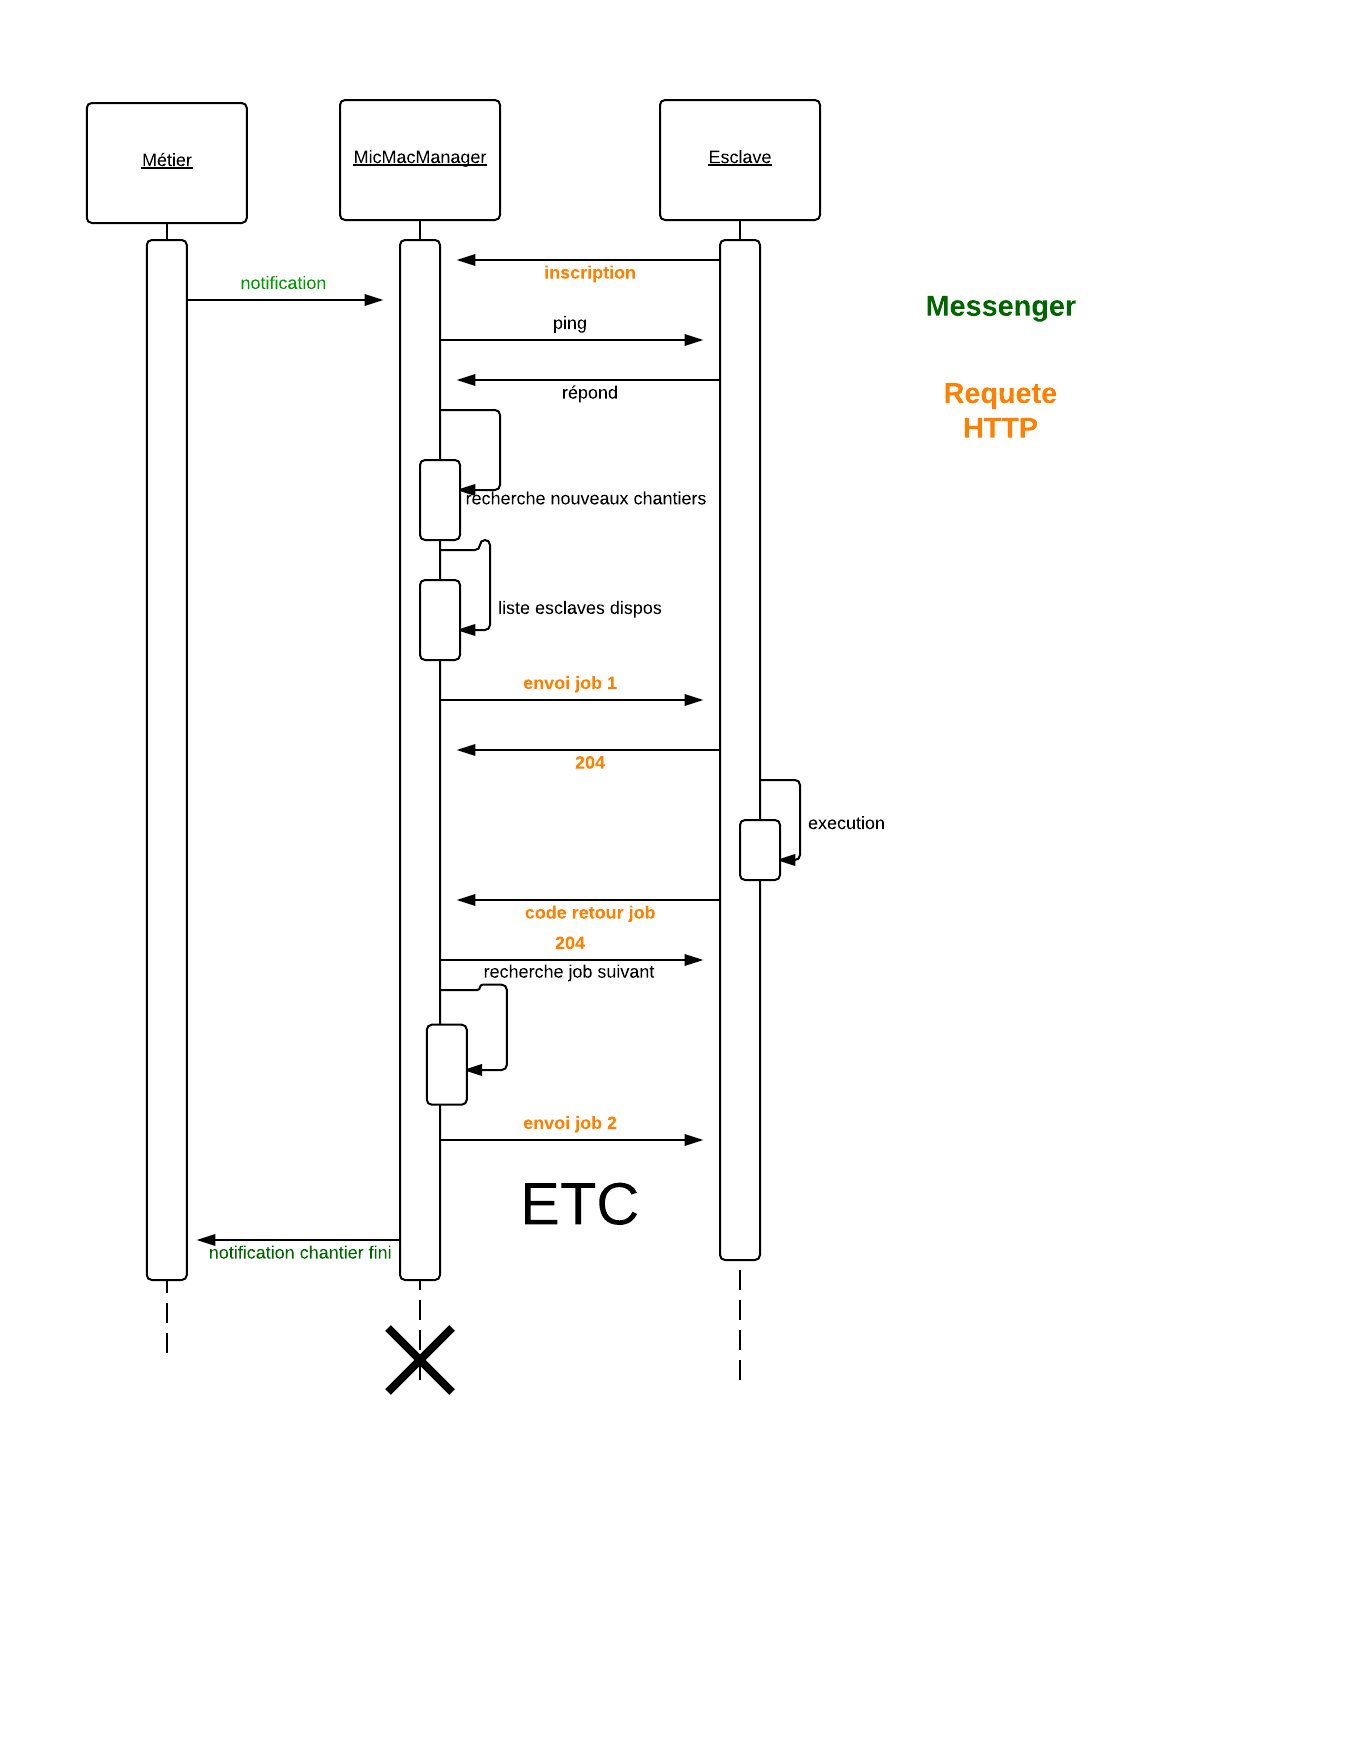 Métier
MicMacManager
Esclave
inscription
notification
Messenger
ping
répond
Requete
HTTP
recherche nouveaux chantiers
liste esclaves dispos
envoi job 1
204
execution
code retour job
204
recherche job suivant
envoi job 2
ETC
notification chantier fini